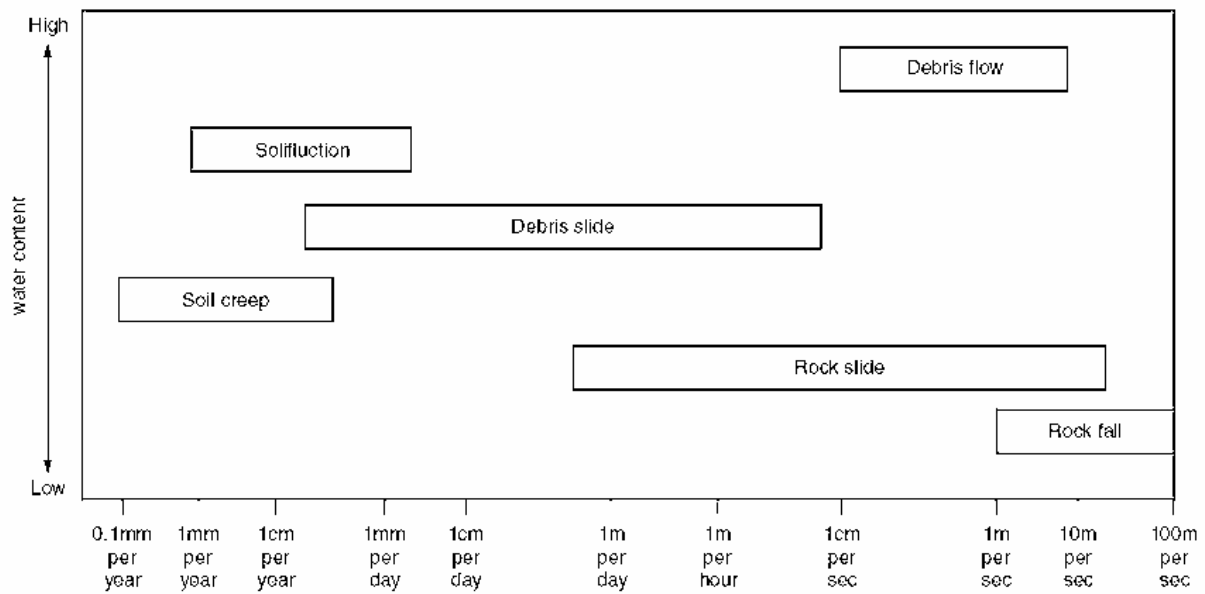 High
Debris flow
Solifluction
Debris slide
water content
Soil creep
Rock slide
Rock fall
Low
0.1mm per year
1mm per year
1cm per year
1mm per day
1cm per day
1m per day
1m per hour
1cm per sec
1m per sec
10m per sec
100m per sec